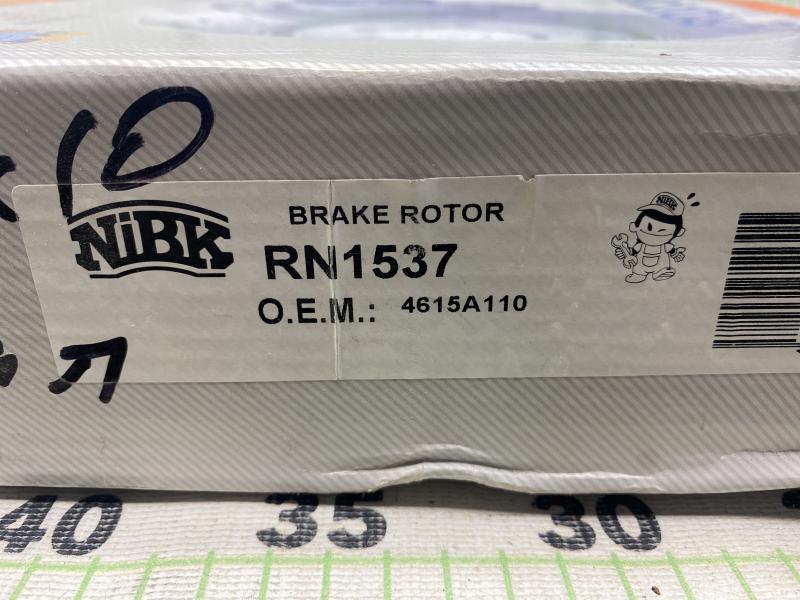 10
NiBK
BRAKE ROTOR
RN1537
O.E.M.: 4615A110
NiBK
40 35 30